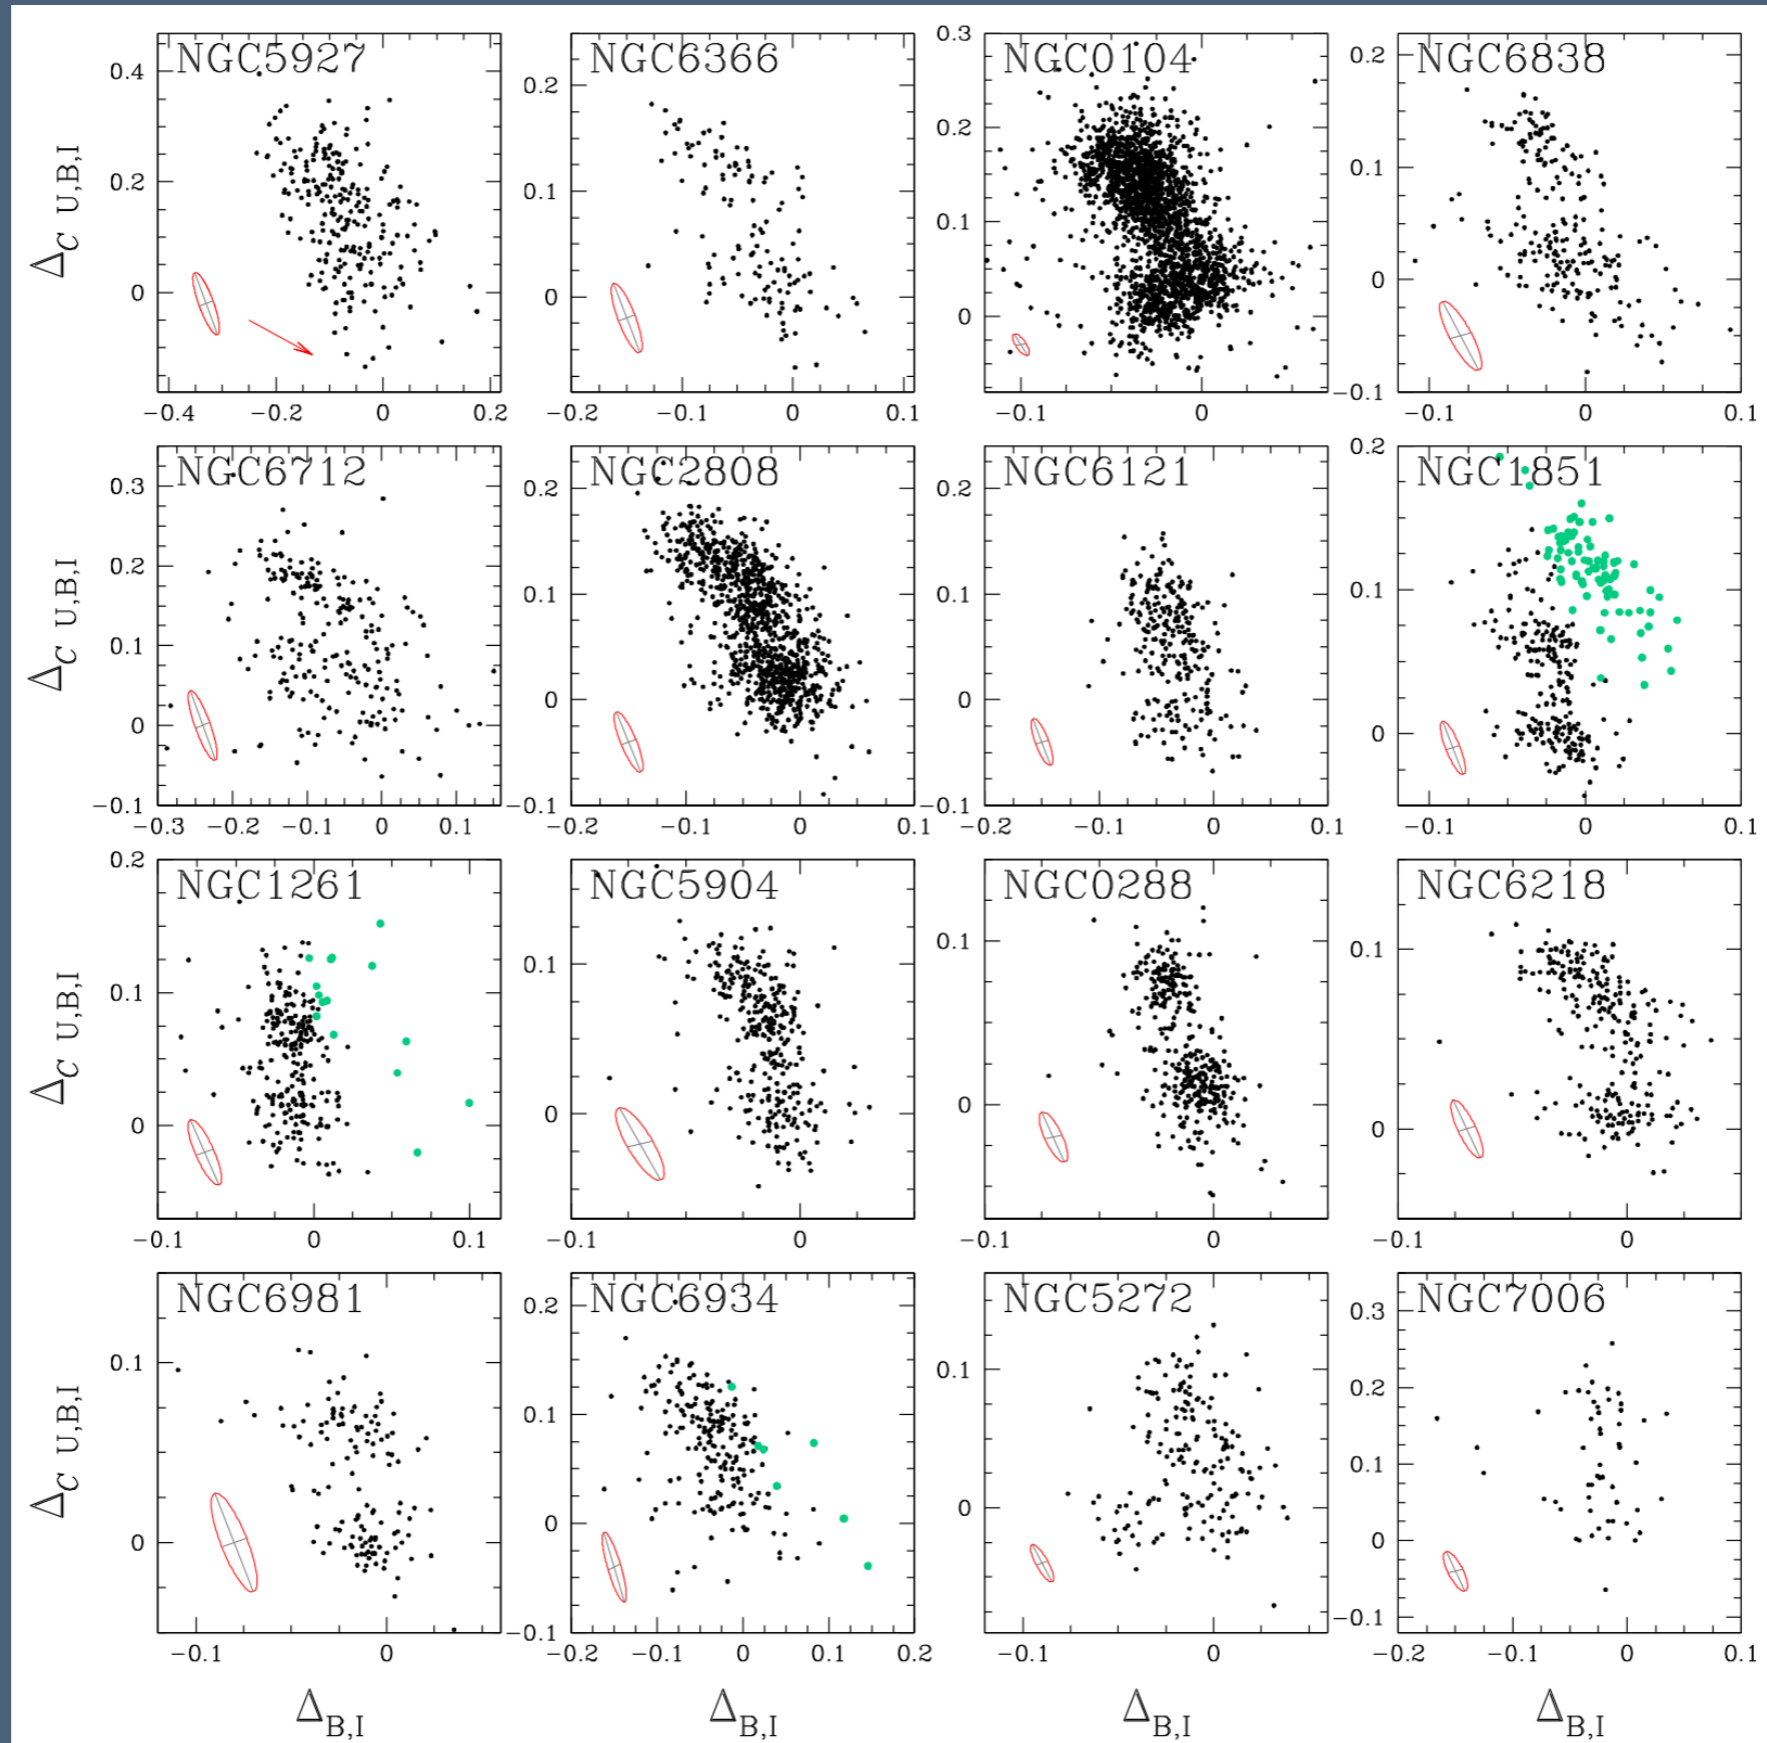 NGC5927 NGC6366 NGC0104 NGC6838
0.4 0.2 0 0.2 0.1 0 0.3 0.2 0.1 0 0.2 0.1 0 −0.1
Δ_C U,B,I
−0.4 −0.2 0 0.2 −0.2 −0.1 0 0.1 −0.1 0 −0.1 0 0.1
NGC6712 NGC2808 NGC6121 NGC1851
0.3 0.2 0.1 0 −0.1 0.2 0.1 0 −0.1 0.2 0.1 0 −0.1 0.2 0.1 0
Δ_C U,B,I
−0.3 −0.2 −0.1 0 0.1 −0.2 −0.1 0 0.1 −0.2 −0.1 0 0.1 −0.1 0 0.1
NGC1261 NGC5904 NGC0288 NGC6218
0.2 0.1 0 0.1 0 0.1 0 0.1 0
Δ_C U,B,I
−0.1 0 0.1 −0.1 0 −0.1 0 −0.1 0
NGC6981 NGC6934 NGC5272 NGC7006
0.1 0 0.2 0.1 0 −0.1 0.1 0 0.3 0.2 0.1 0 −0.1
Δ_C U,B,I
−0.1 0 −0.2 −0.1 0 0.1 0.2 −0.1 0 −0.2 −0.1 0 0.1
Δ_B,I Δ_B,I Δ_B,I Δ_B,I